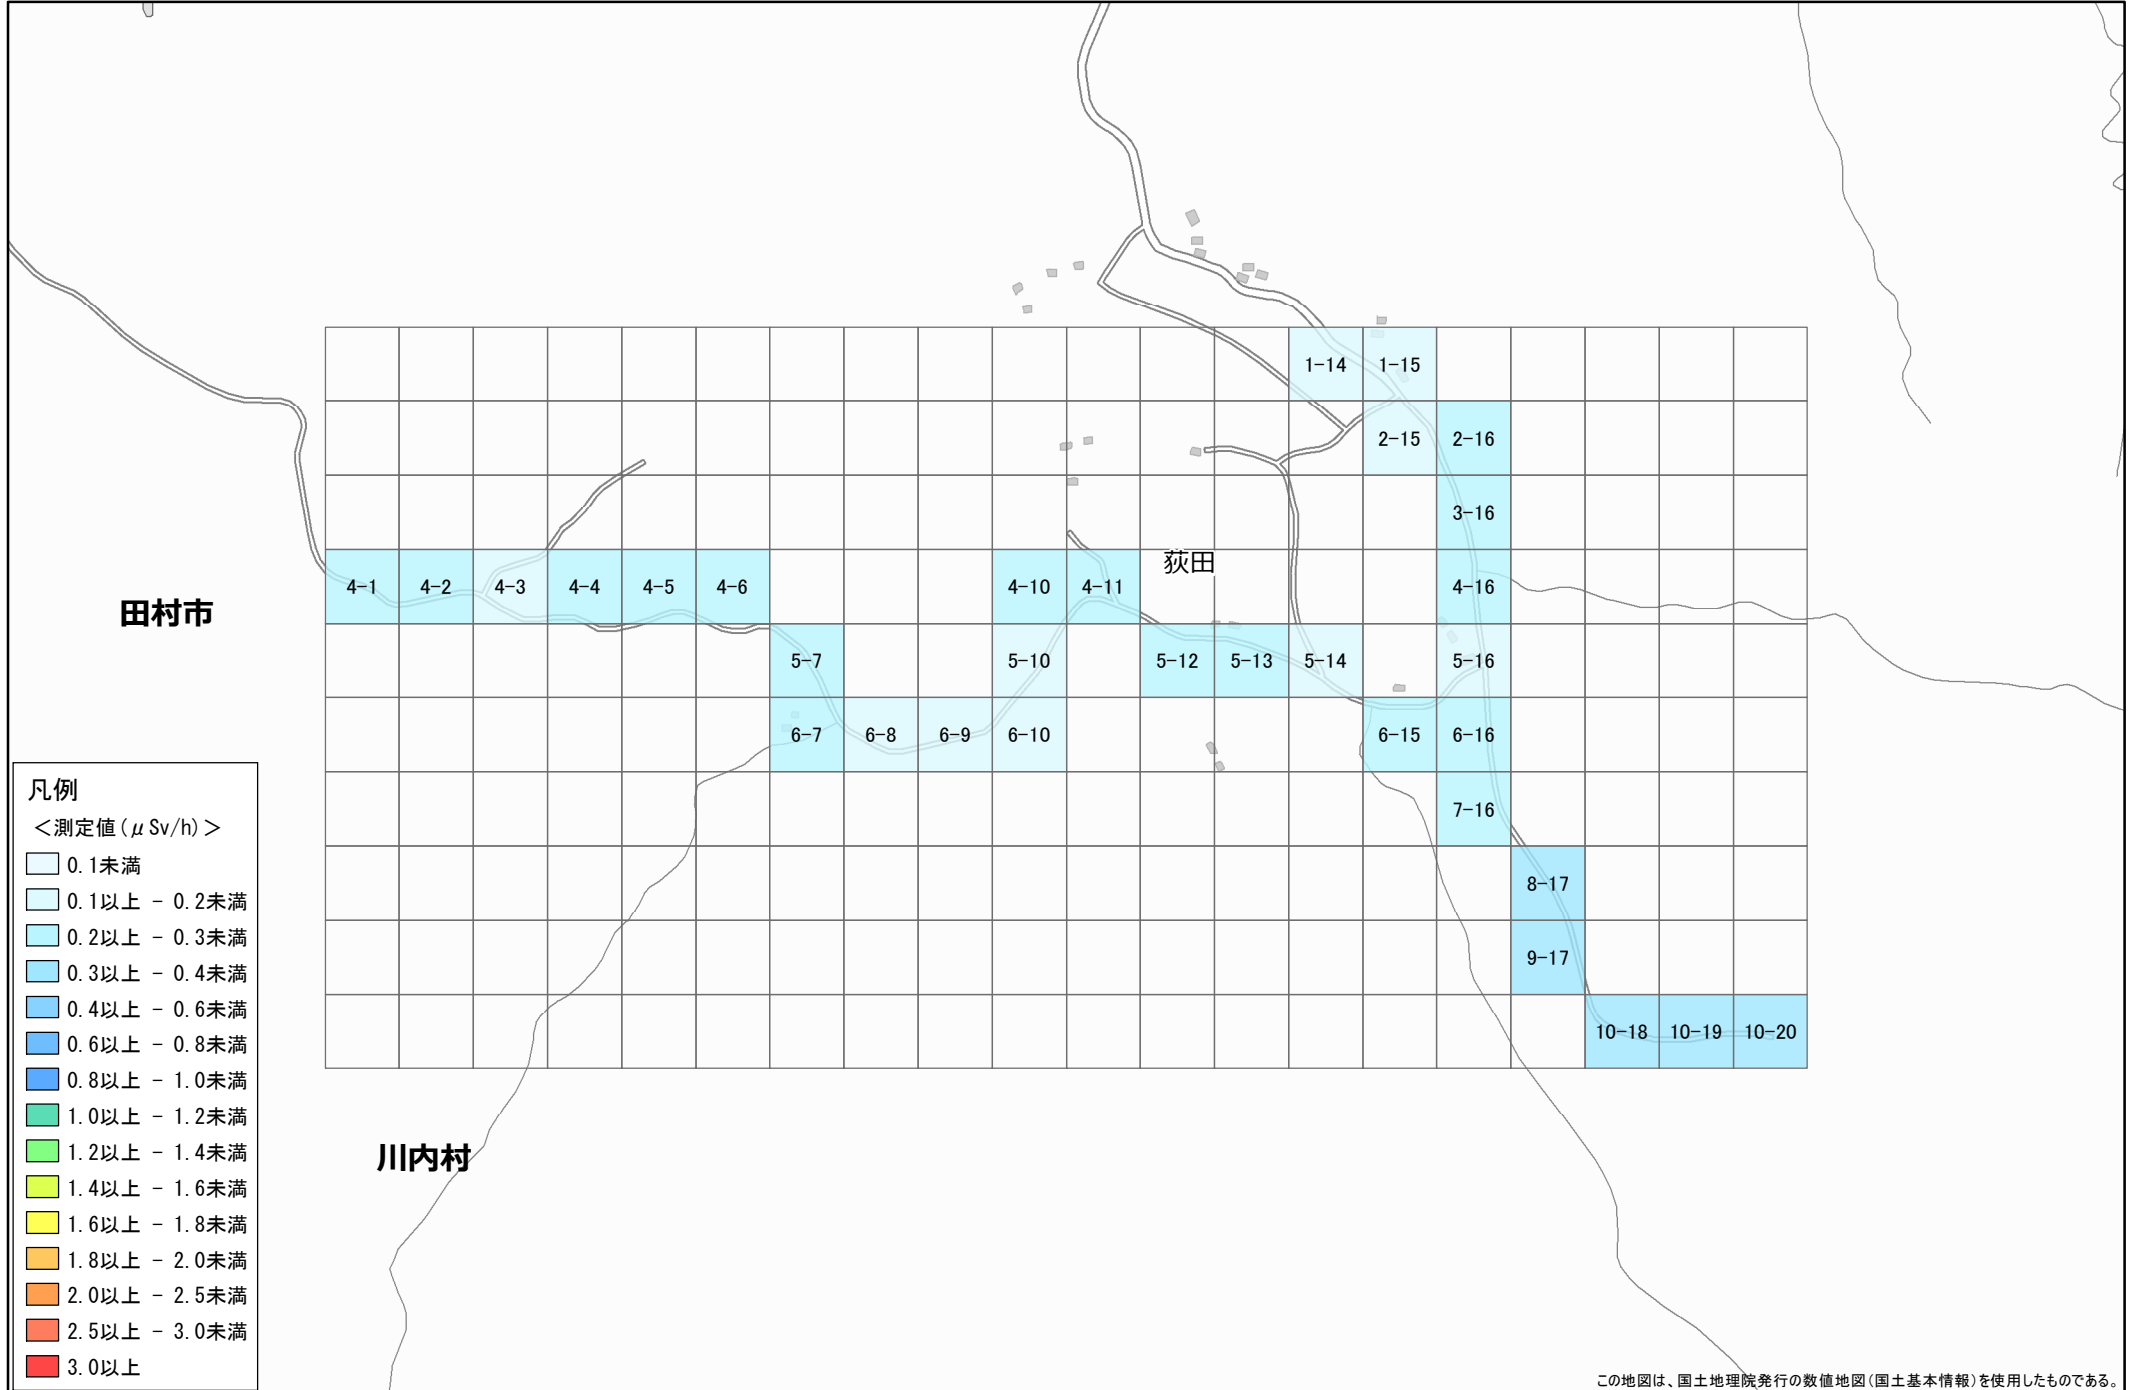 1-14 1-15
2-15 2-16
3-16
荻田
4-1 4-2 4-3 4-4 4-5 4-6 4-10 4-11 4-16
田村市
5-7 5-10 5-12 5-13 5-14 5-16
6-7 6-8 6-9 6-10 6-15 6-16
7-16
8-17
9-17
10-18 10-19 10-20
川内村
凡例
＜測定値(μSv/h)＞
0.1未満
0.1以上 - 0.2未満
0.2以上 - 0.3未満
0.3以上 - 0.4未満
0.4以上 - 0.6未満
0.6以上 - 0.8未満
0.8以上 - 1.0未満
1.0以上 - 1.2未満
1.2以上 - 1.4未満
1.4以上 - 1.6未満
1.6以上 - 1.8未満
1.8以上 - 2.0未満
2.0以上 - 2.5未満
2.5以上 - 3.0未満
3.0以上
この地図は、国土地理院発行の数値地図(国土基本情報)を使用したものである。